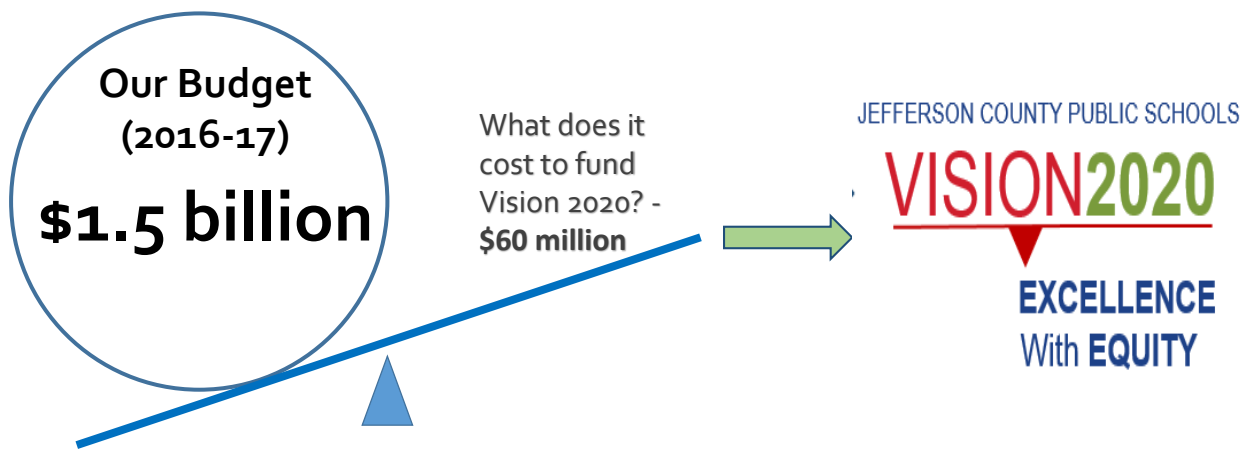 Our Budget
(2016-17)
$1.5 billion
What does it
cost to fund
Vision 2020? -
$60 million
JEFFERSON COUNTY PUBLIC SCHOOLS
VISION2020
EXCELLENCE
With EQUITY